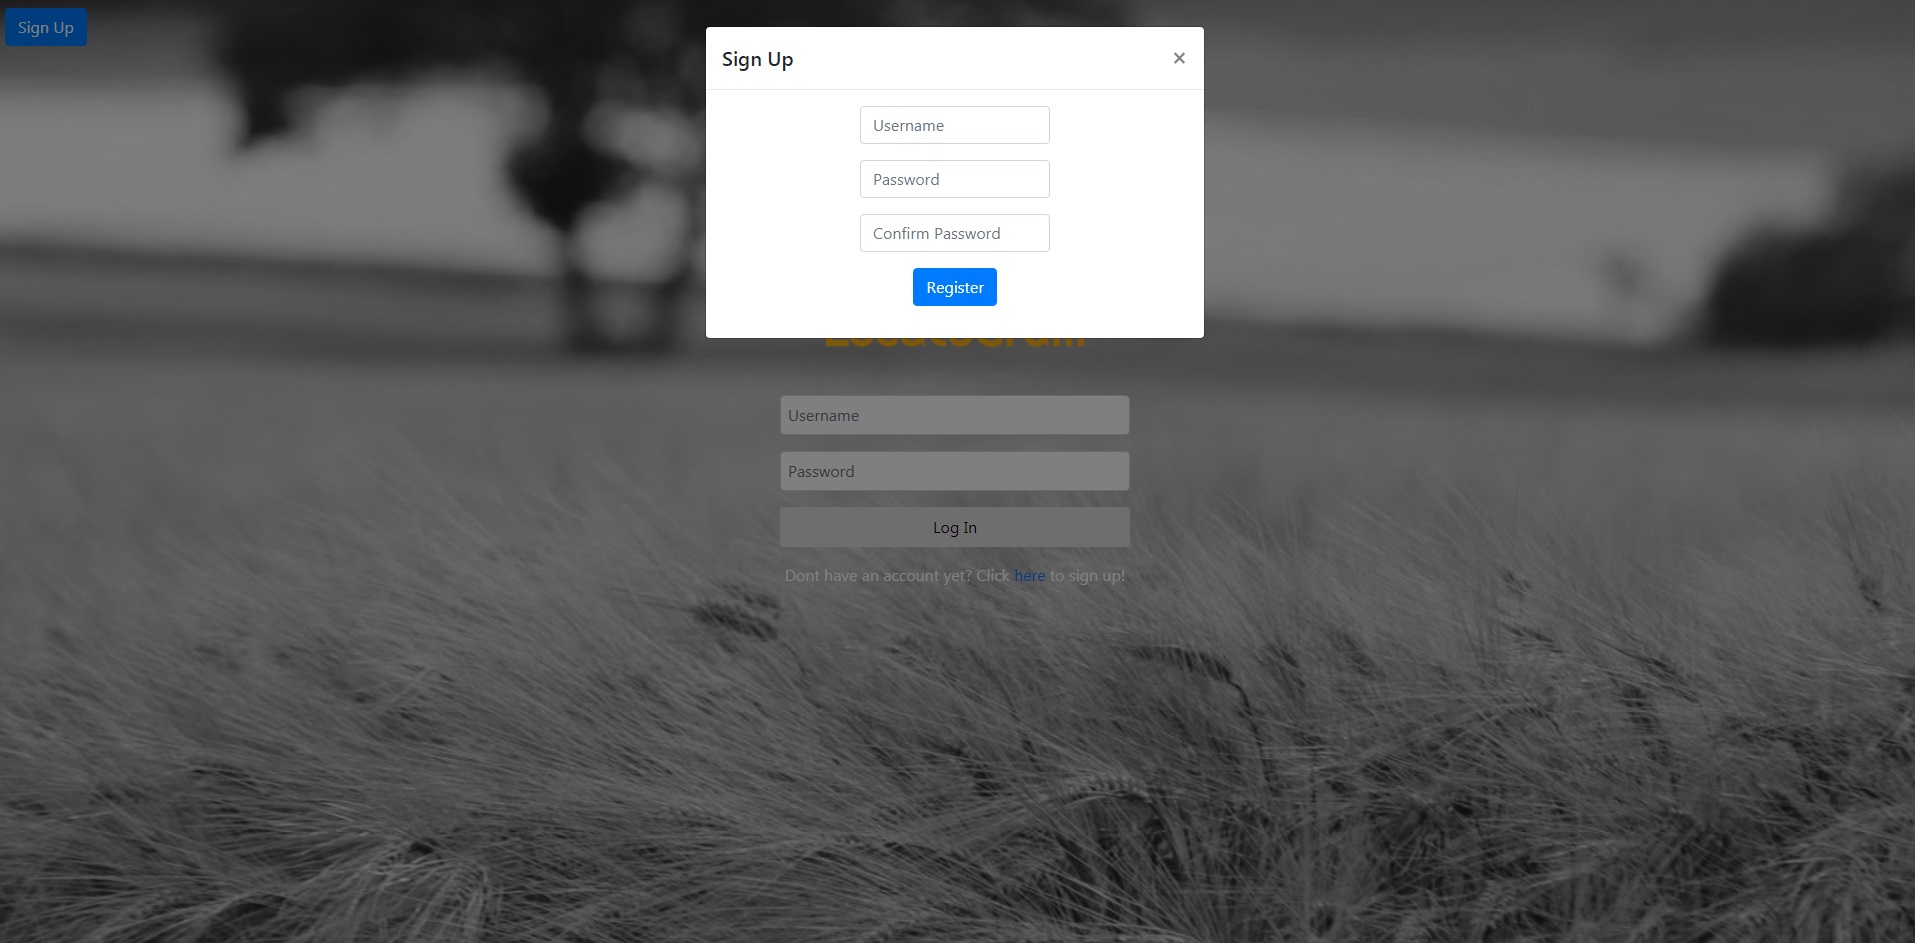 Sign Up
Sign Up ×
Username
Password
Confirm Password
Register
Username
Password
Log In
Dont have an account yet? Click here to sign up!